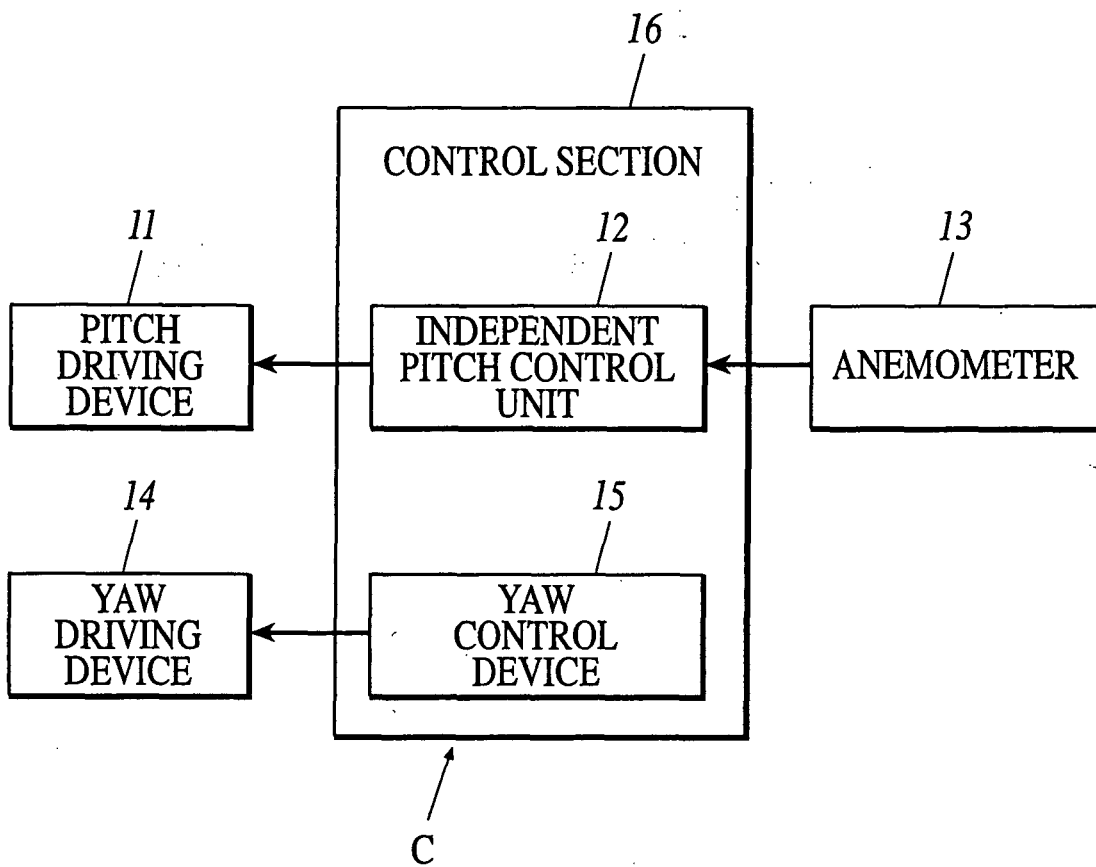 16
CONTROL SECTION
11
12
13
PITCH
DRIVING
DEVICE
INDEPENDENT
PITCH CONTROL
UNIT
ANEMOMETER
14
15
YAW
DRIVING
DEVICE
YAW
CONTROL
DEVICE
C